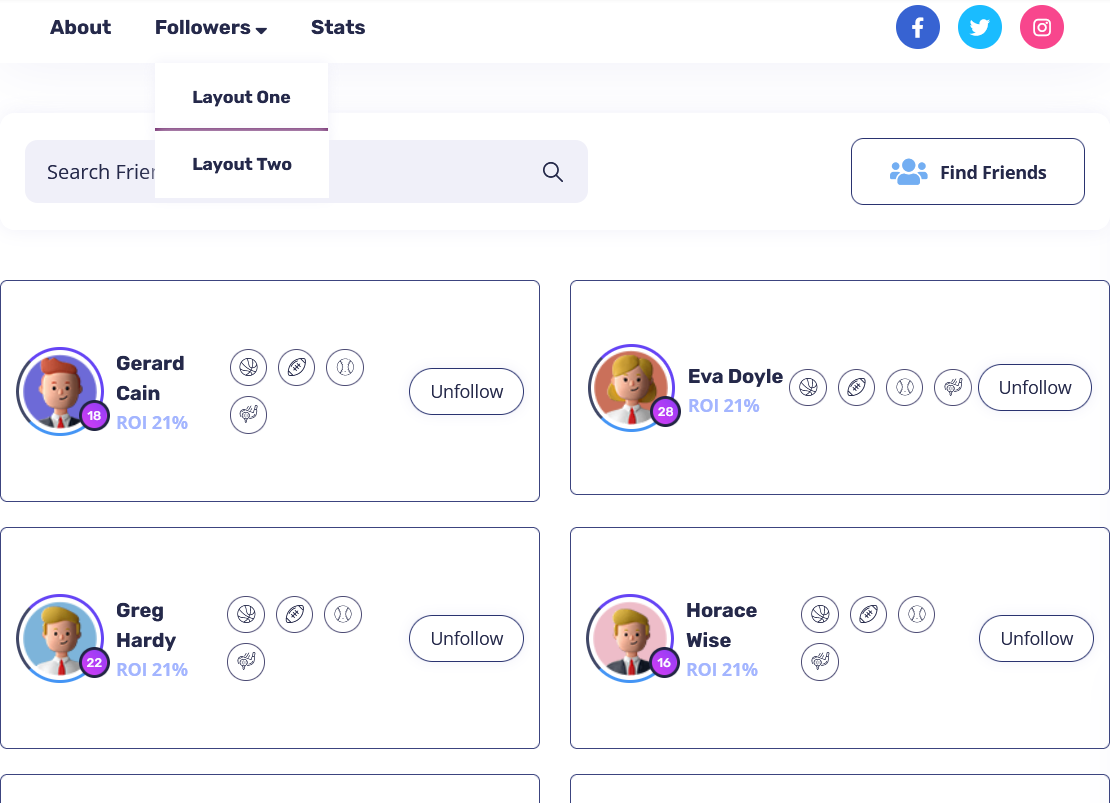 About
Followers
Stats
Layout One
Layout Two
Search Frie
Find Friends
Gerard
Cain
ROI 21%
18
Unfollow
Eva Doyle
ROI 21%
28
Unfollow
Greg
Hardy
ROI 21%
22
Unfollow
Horace
Wise
ROI 21%
16
Unfollow